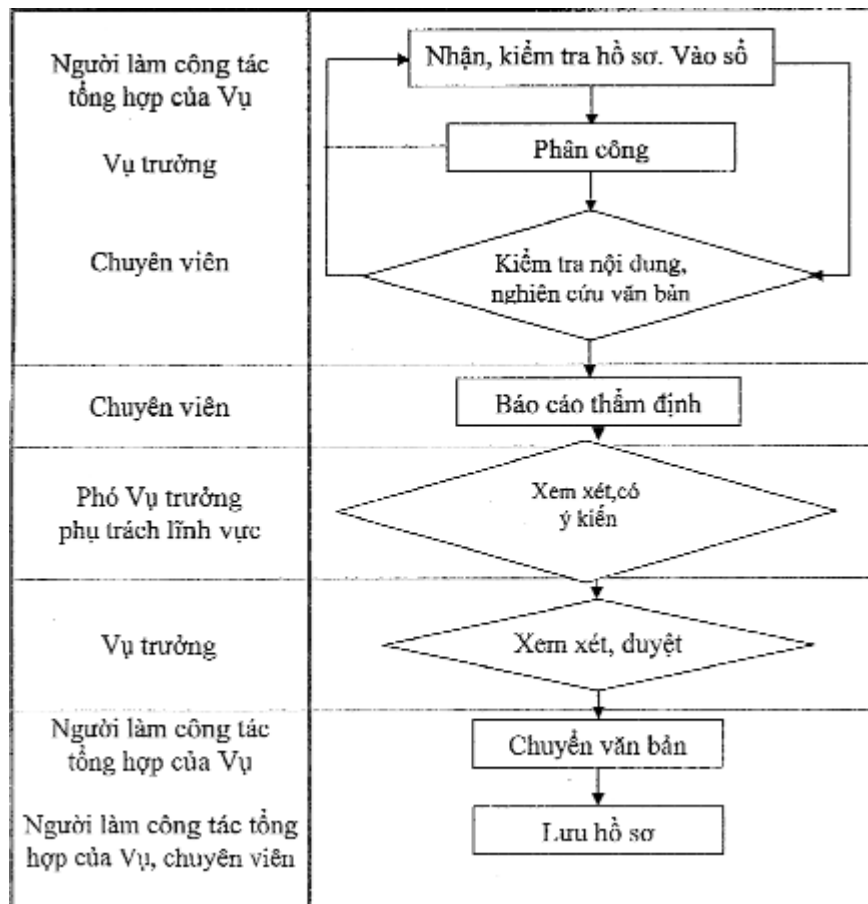 Người làm công tác
tổng hợp của Vụ
Nhận, kiểm tra hồ sơ. Vào sổ
Vụ trưởng
Phân công
Chuyên viên
Kiểm tra nội dung,
nghiên cứu văn bản
Chuyên viên
Báo cáo thẩm định
Phó Vụ trưởng
phụ trách lĩnh vực
Xem xét,có
ý kiến
Vụ trưởng
Xem xét, duyệt
Người làm công tác
tổng hợp của Vụ
Chuyển văn bản
Người làm công tác tổng
hợp của Vụ, chuyên viên
Lưu hồ sơ